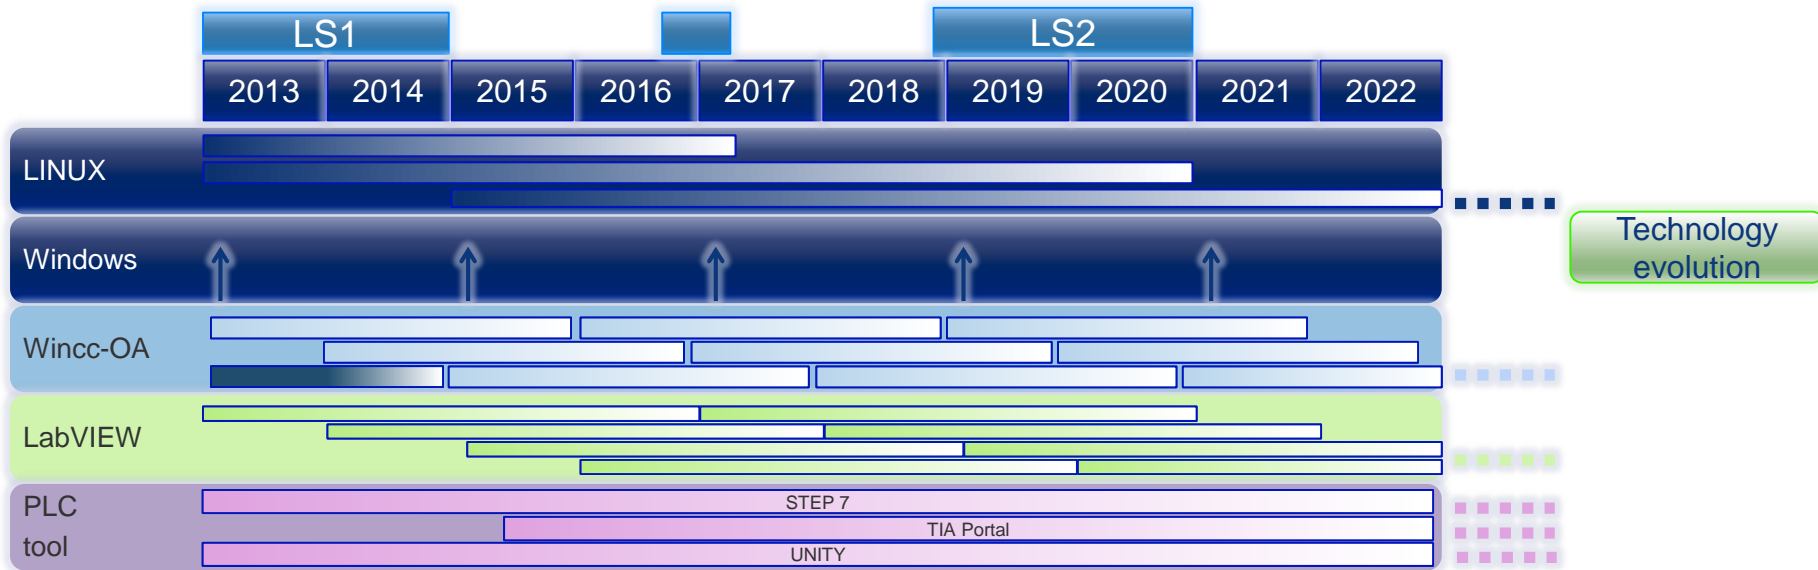 LS1
LS2
2013 2014 2015 2016 2017 2018 2019 2020 2021 2022
LINUX
Windows
Technology
evolution
Wincc-OA
LabVIEW
PLC
tool
STEP 7
TIA Portal
UNITY